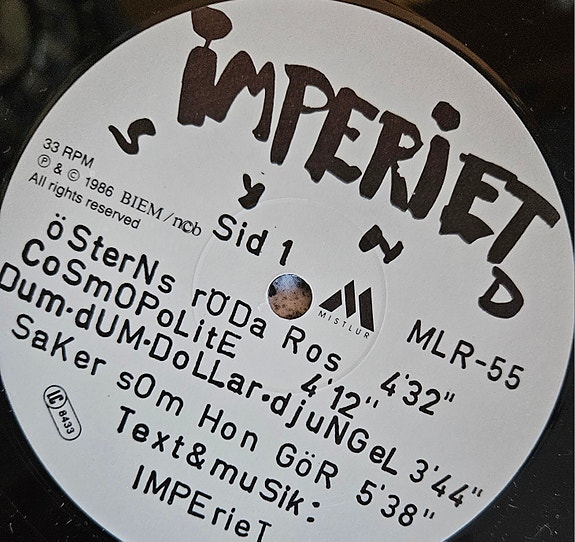 iMPERiET
SYND
33 RPM
Ⓟ & © 1986 BIEM/ncb
All rights reserved
Sid 1
MISTLUR
MLR-55
öSterNs röDa Ros 4'32"
CoSmOPoLitE 4'12"
Dum·dUM·DoLLar·djuNGeL 3'44"
SaKer sOm Hon GöR 5'38"
Text&muSik:
IMPErieT
LC
8433